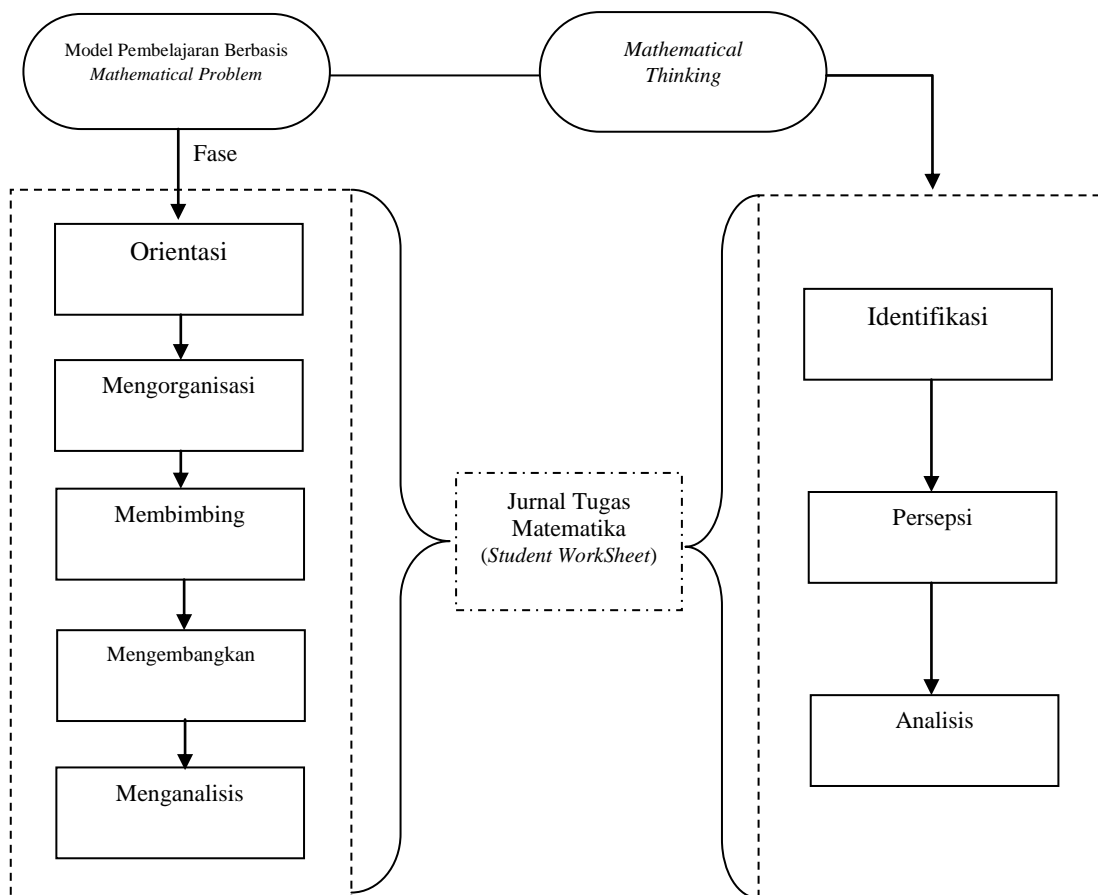 Model Pembelajaran Berbasis
Mathematical Problem
Mathematical
Thinking
Fase
Orientasi
Mengorganisasi
Membimbing
Mengembangkan
Menganalisis
Jurnal Tugas
Matematika
(Student WorkSheet)
Identifikasi
Persepsi
Analisis